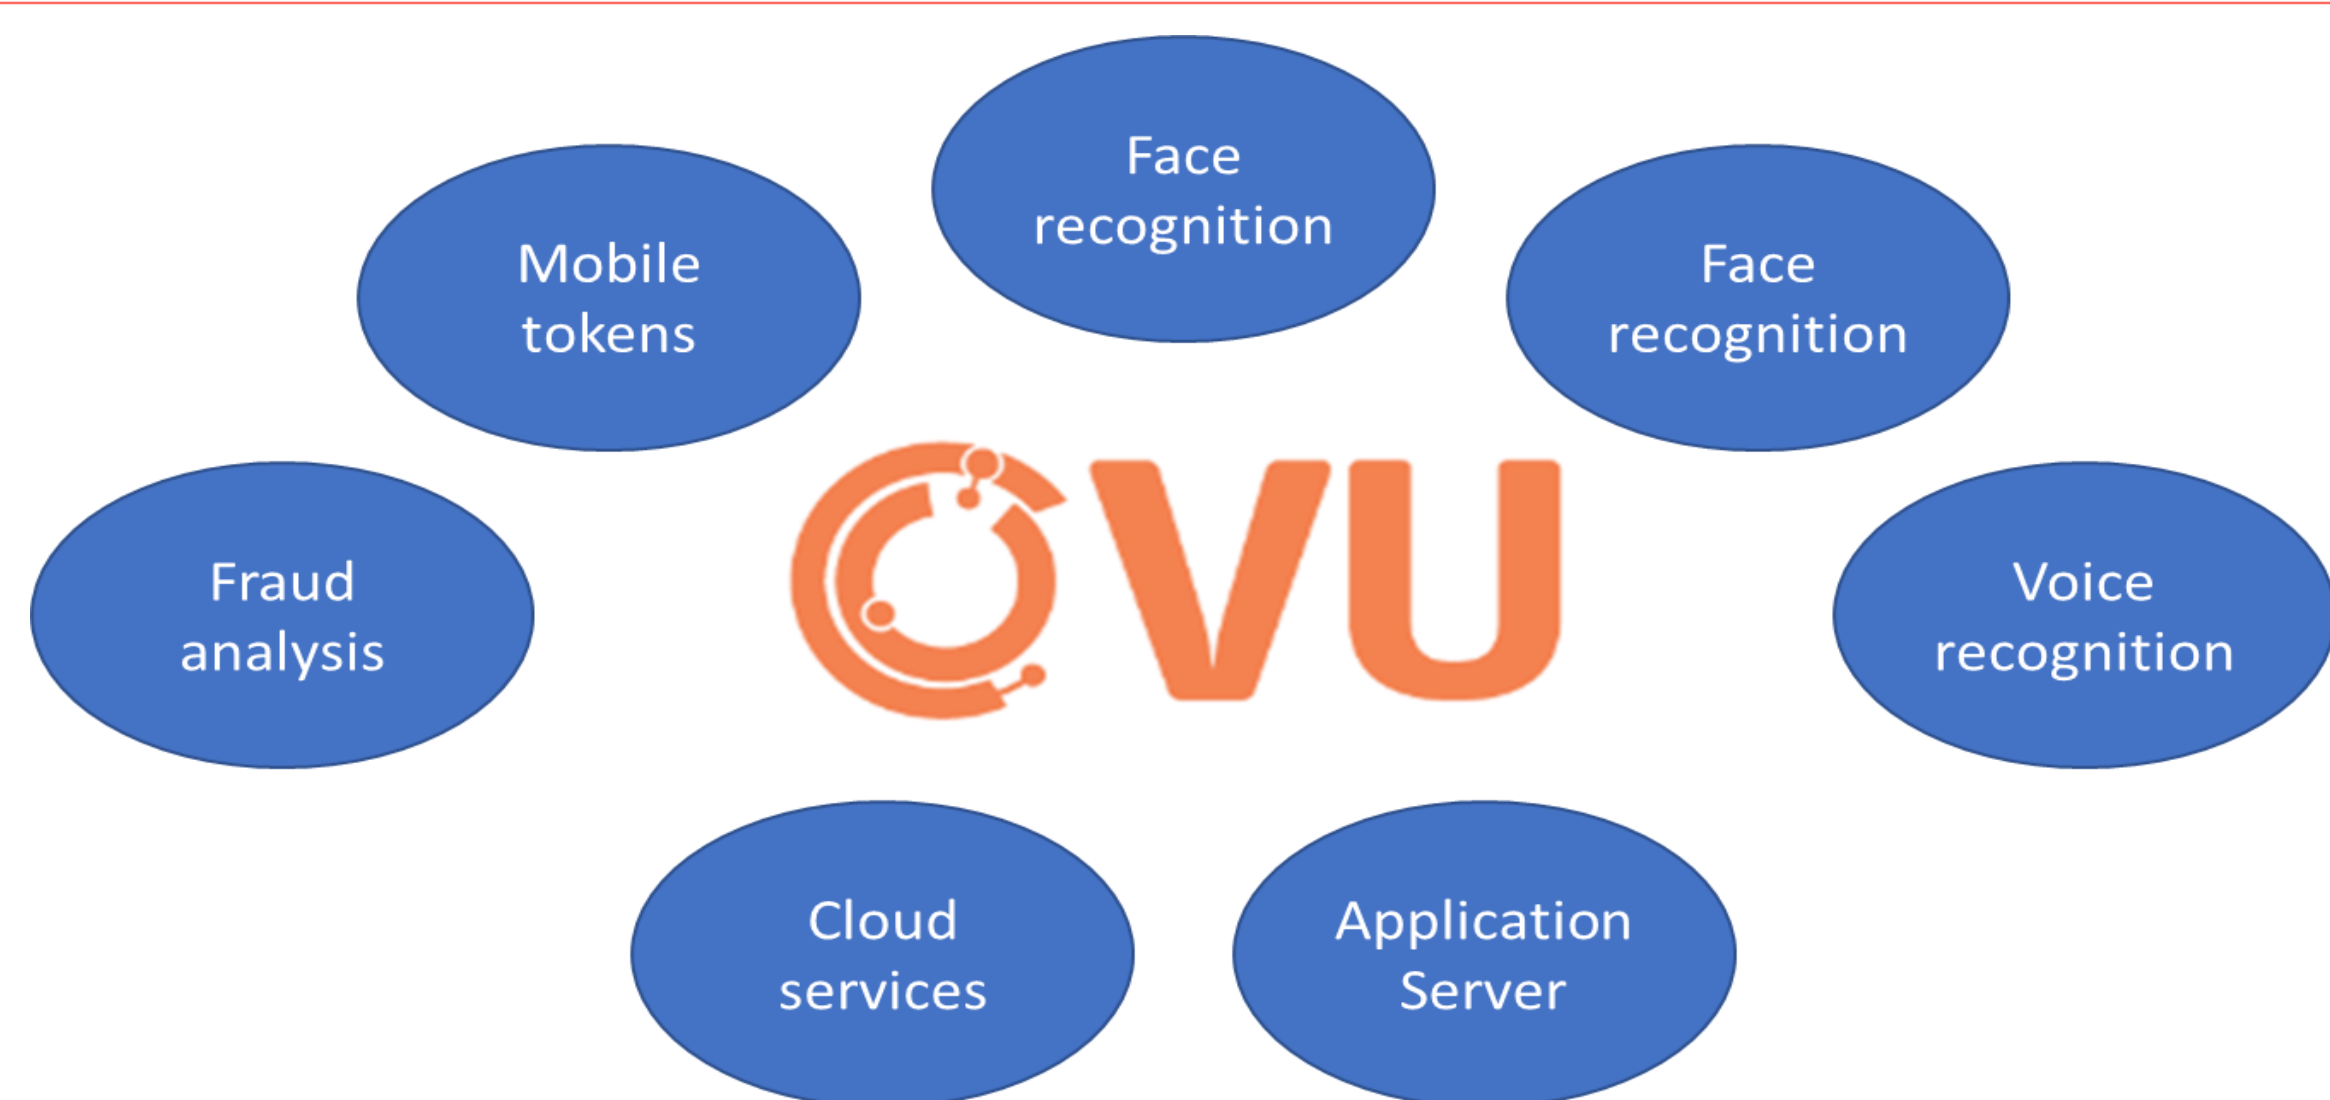 Face
recognition
Mobile
tokens
Face
recognition
VU
Fraud
analysis
Voice
recognition
Cloud
services
Application
Server